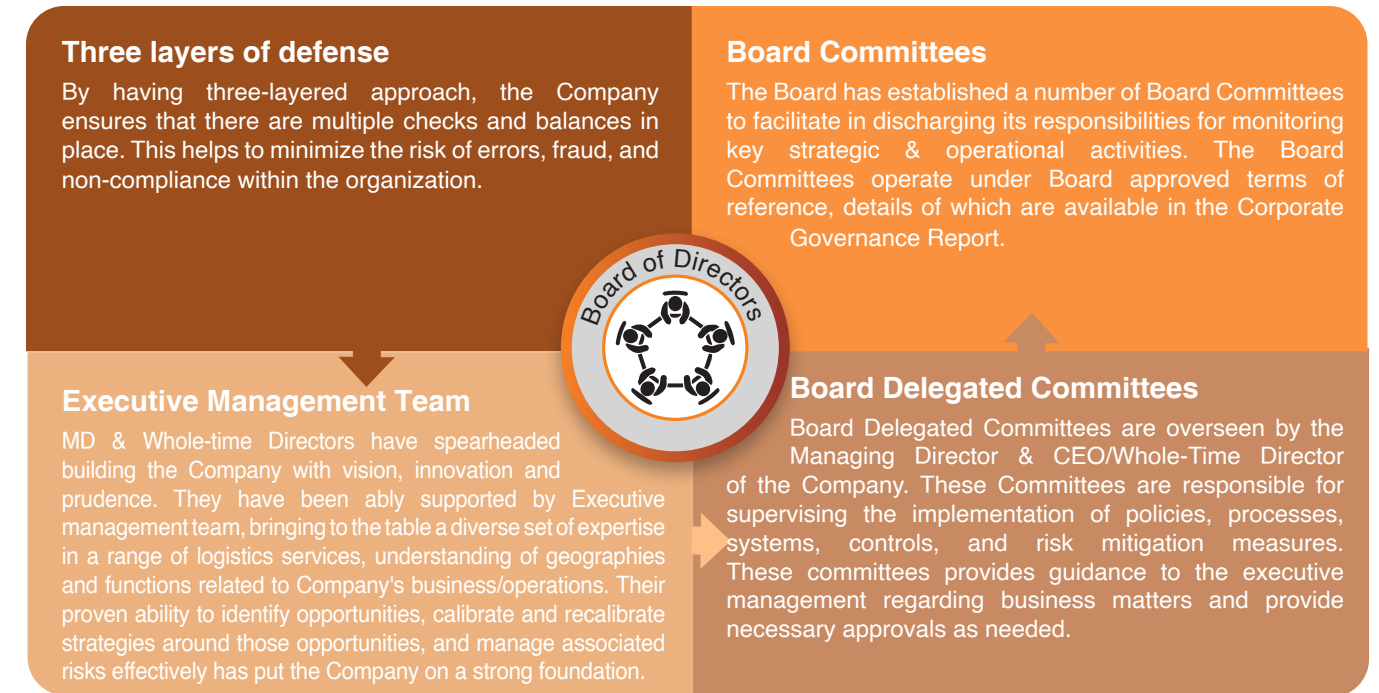 Three layers of defense
By having three-layered approach, the Company
ensures that there are multiple checks and balances in
place. This helps to minimize the risk of errors, fraud, and
non-compliance within the organization.
Board Committees
The Board has established a number of Board Committees
to facilitate in discharging its responsibilities for monitoring
key strategic & operational activities. The Board
Committees operate under Board approved terms of
reference, details of which are available in the Corporate
Governance Report.
Board of Directors
Executive Management Team
MD & Whole-time Directors have spearheaded
building the Company with vision, innovation and
prudence. They have been ably supported by Executive
management team, bringing to the table a diverse set of expertise
in a range of logistics services, understanding of geographies
and functions related to Company's business/operations. Their
proven ability to identify opportunities, calibrate and recalibrate
strategies around those opportunities, and manage associated
risks effectively has put the Company on a strong foundation.
Board Delegated Committees
Board Delegated Committees are overseen by the
Managing Director & CEO/Whole-Time Director
of the Company. These Committees are responsible for
supervising the implementation of policies, processes,
systems, controls, and risk mitigation measures.
These committees provides guidance to the executive
management regarding business matters and provide
necessary approvals as needed.